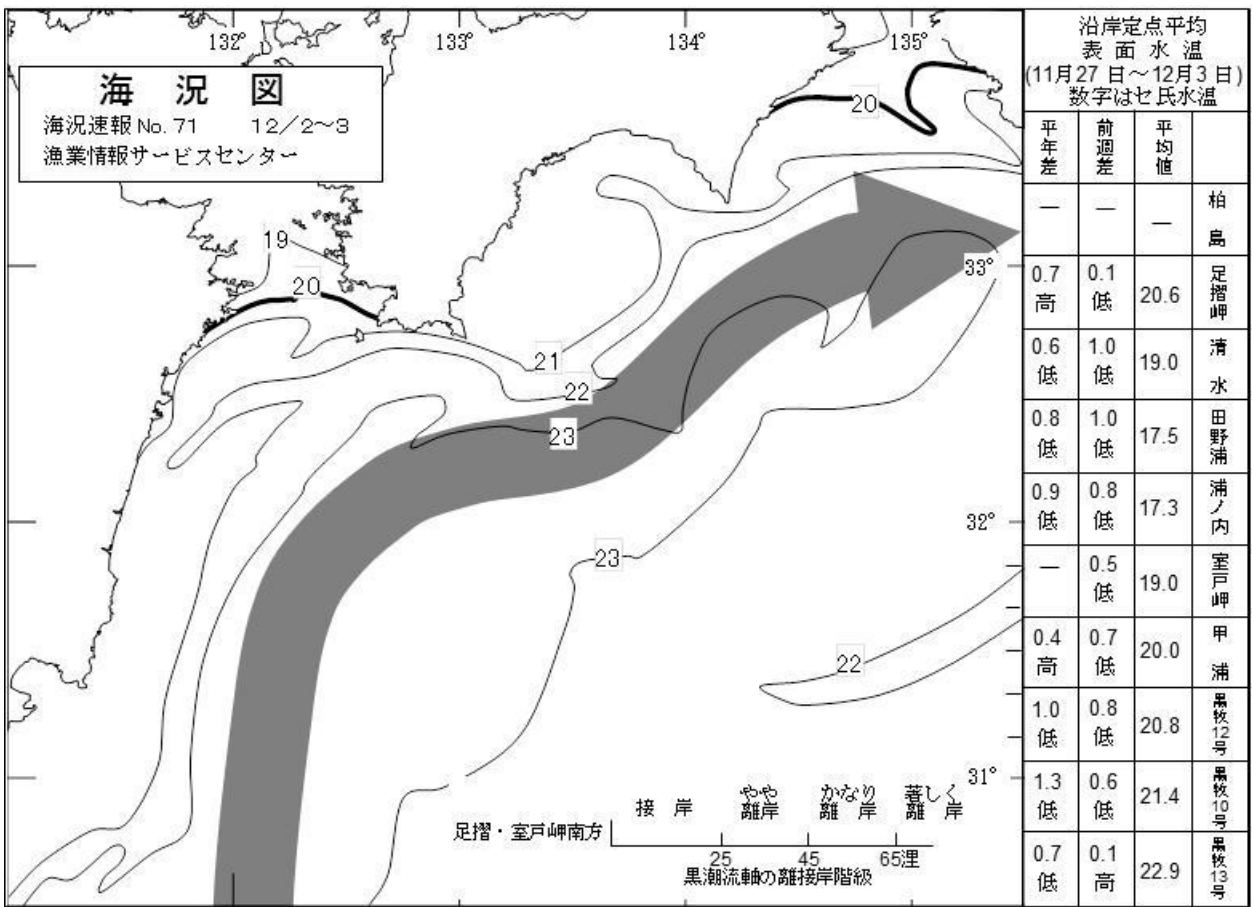 132°
133°
134°
135°
海 況 図
海況速報 No. 71 12/2～3
漁業情報サービスセンター
20
19
20
33°
21
22
23
32°
23
22
31°
接 岸
やや
離岸
かなり
離 岸
著しく
離 岸
足摺・室戸岬南方
25
45
65浬
黒潮流軸の離接岸階級
沿岸定点平均
表 面 水 温
(11月27 日～12月3 日)
数字はセ氏水温
平年差 前週差 平均値
― ― ― 柏島
0.7高 0.1低 20.6 足摺岬
0.6低 1.0低 19.0 清水
0.8低 1.0低 17.5 田野浦
0.9低 0.8低 17.3 浦ノ内
― 0.5低 19.0 室戸岬
0.4高 0.7低 20.0 甲浦
1.0低 0.8低 20.8 黒牧12号
1.3低 0.6低 21.4 黒牧10号
0.7低 0.1高 22.9 黒牧13号